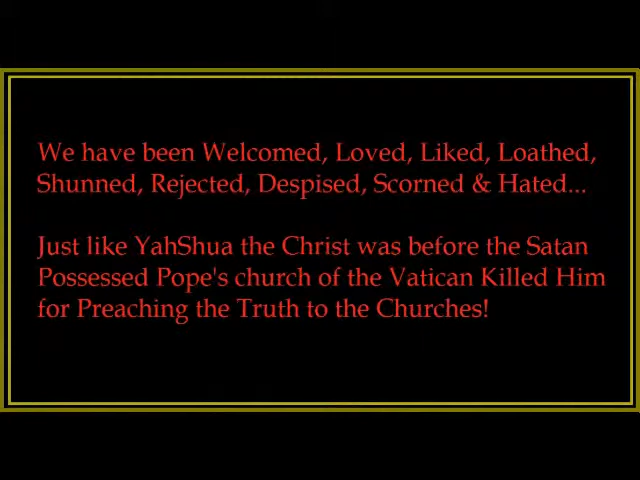 We have been Welcomed, Loved, Liked, Loathed,
Shunned, Rejected, Despised, Scorned & Hated...
Just like YahShua the Christ was before the Satan
Possessed Pope's church of the Vatican Killed Him
for Preaching the Truth to the Churches!